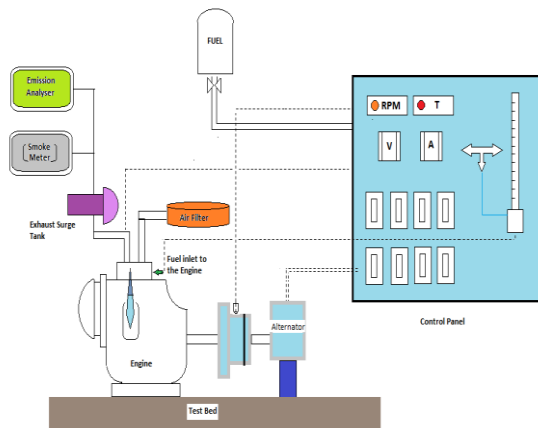 FUEL
Emission
Analyser
Smoke
Meter
RPM
T
V
A
Exhaust Surge
Tank
Air Filter
Fuel inlet to
the Engine
Alternator
Control Panel
Engine
Test Bed